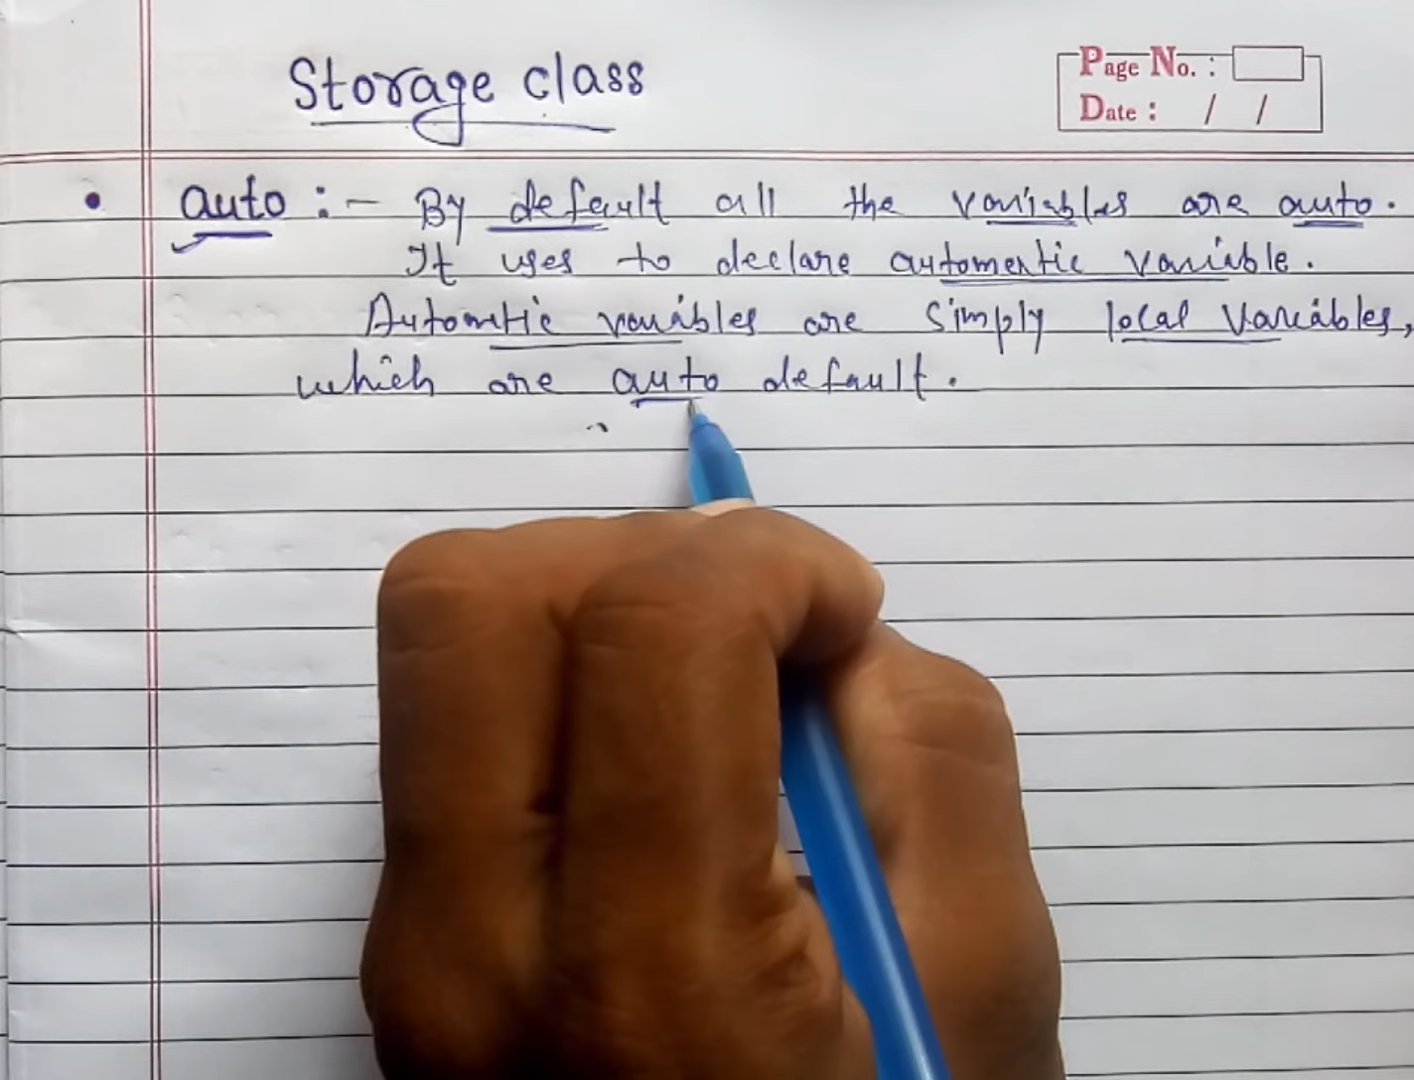 Storage class
Page No. :
Date : / /
• auto :- By default all the variables are auto.
It uses to declare automatic variable.
Automatic variables are simply local variables,
which are auto default.